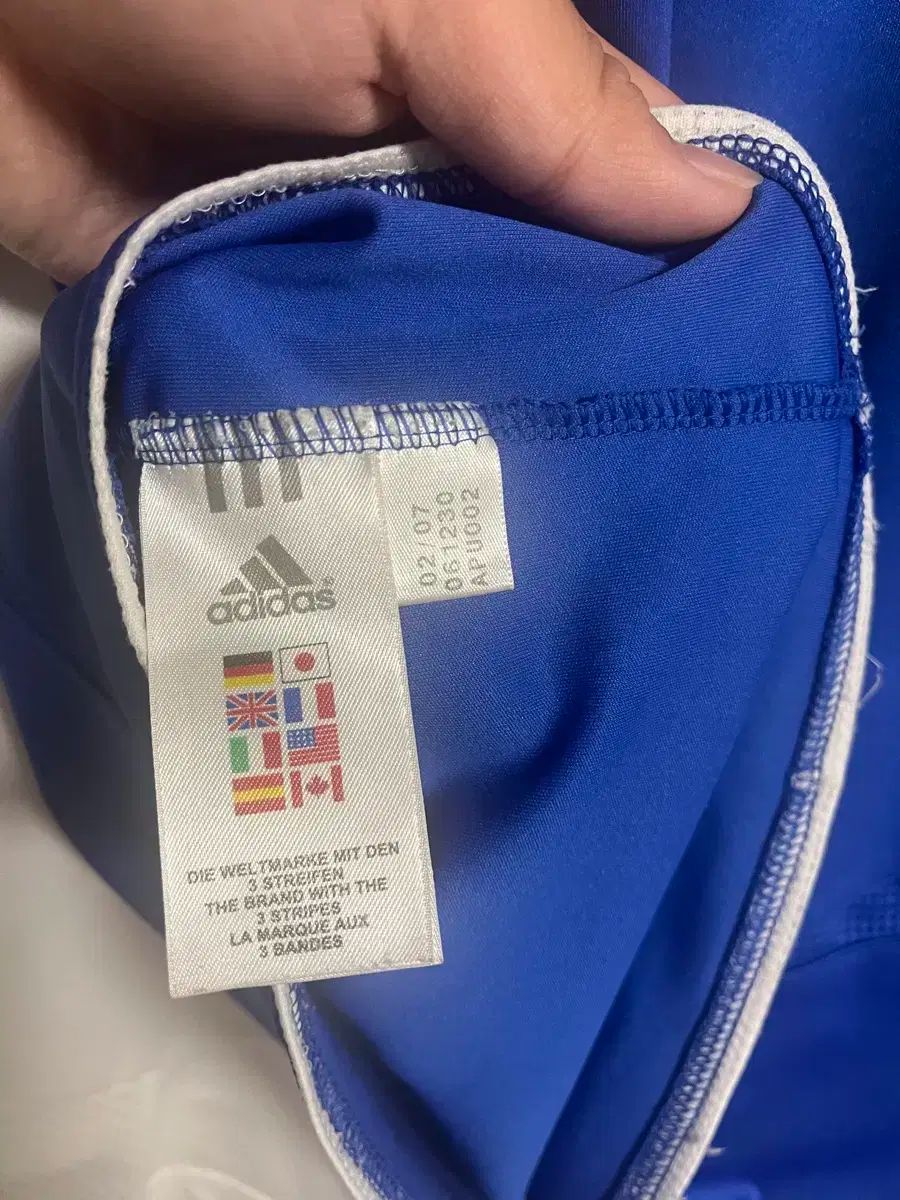 adidas®
02/07
061230
APU002
DIE WELTMARKE MIT DEN
3 STREIFEN
THE BRAND WITH THE
3 STRIPES
LA MARQUE AUX
3 BANDES